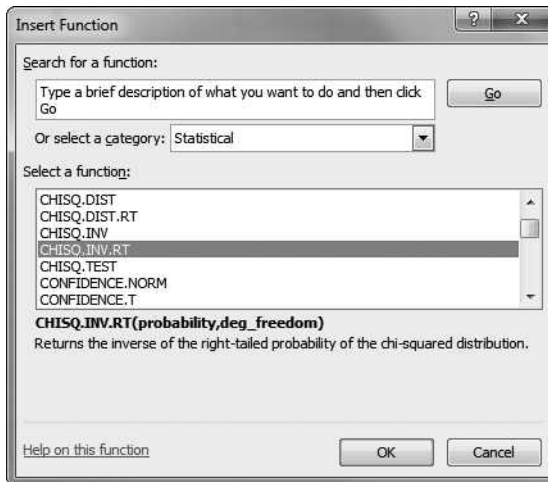 Insert Function
?
X
Search for a function:
Type a brief description of what you want to do and then click
Go
Go
Or select a category: Statistical
Select a function:
CHISQ.DIST
CHISQ.DIST.RT
CHISQ.INV
CHISQ.INV.RT
CHISQ.TEST
CONFIDENCE.NORM
CONFIDENCE.T
CHISQ.INV.RT(probability,deg_freedom)
Returns the inverse of the right-tailed probability of the chi-squared distribution.
Help on this function
OK
Cancel